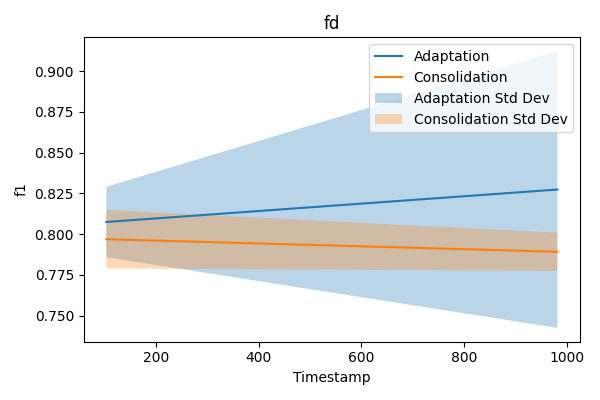 fd
Adaptation
Consolidation
Adaptation Std Dev
Consolidation Std Dev
0.900
0.875
0.850
0.825
0.800
0.775
0.750
f1
200
400
600
800
1000
Timestamp